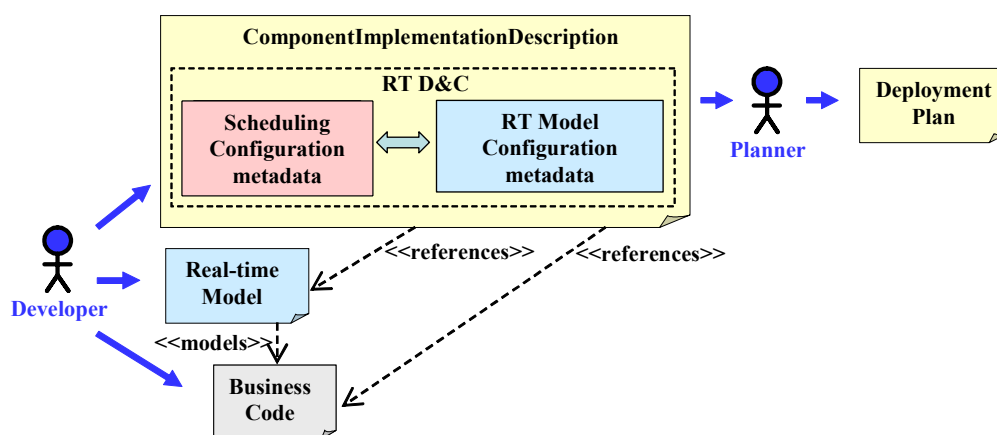 ComponentImplementationDescription
RT D&C
Scheduling
Configuration
metadata
RT Model
Configuration
metadata
Planner
Deployment
Plan
Developer
<<references>>
<<references>>
Real-time
Model
<<models>>
Business
Code